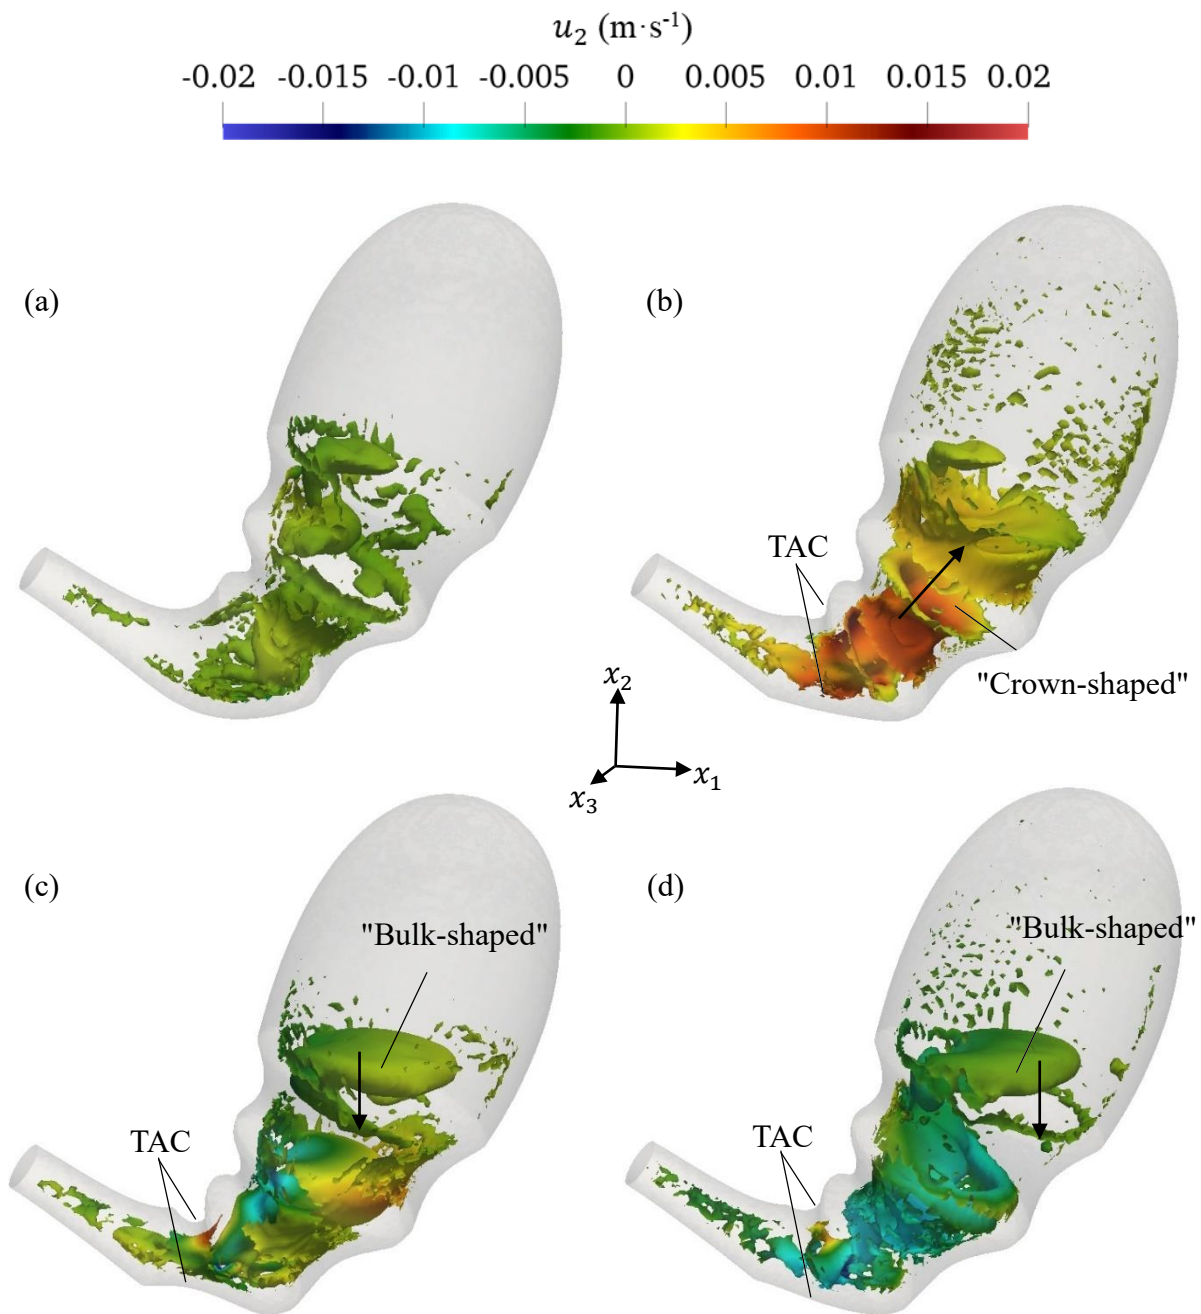 u₂ (m·s⁻¹)
-0.02 -0.015 -0.01 -0.005 0 0.005 0.01 0.015 0.02
(a)
(b)
TAC
"Crown-shaped"
x₂
x₁
x₃
(c)
(d)
"Bulk-shaped"
"Bulk-shaped"
TAC
TAC